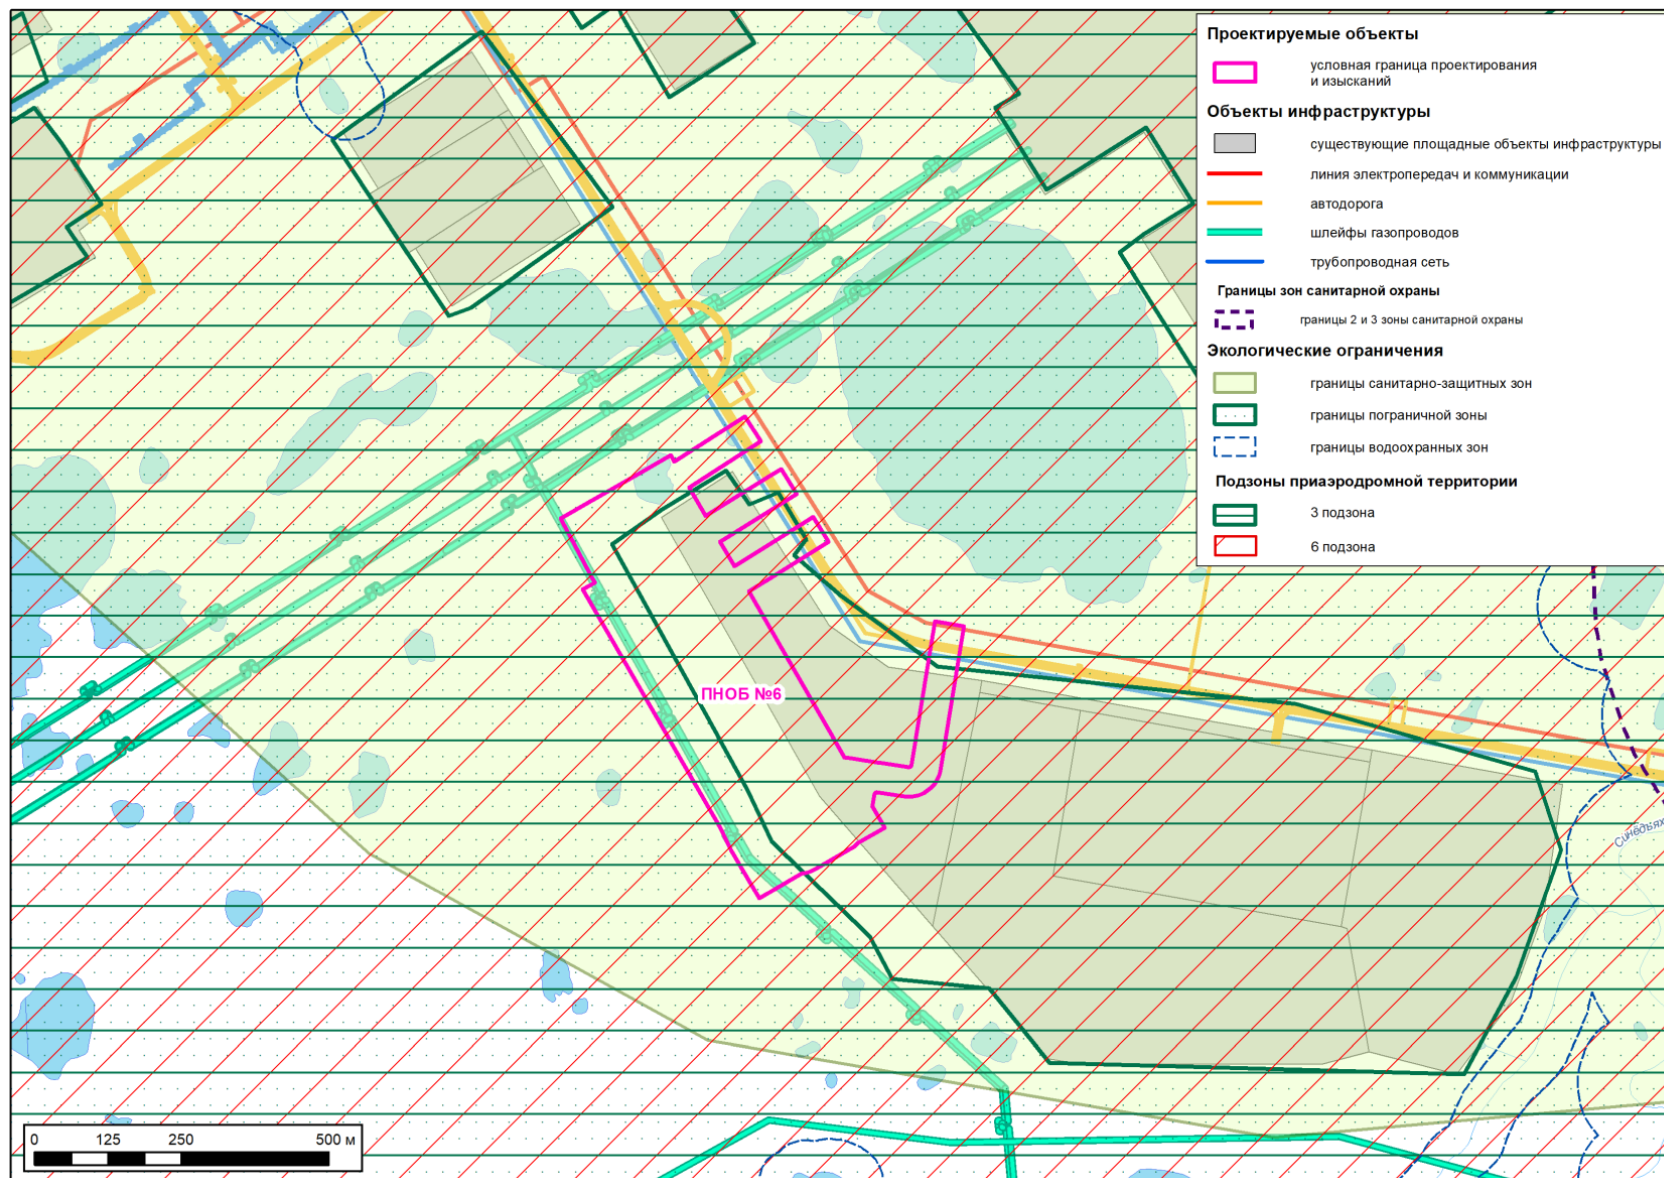 Проектируемые объекты
условная граница проектирования
и изысканий
Объекты инфраструктуры
существующие площадные объекты инфраструктуры
линия электропередач и коммуникации
автодорога
шлейфы газопроводов
трубопроводная сеть
Границы зон санитарной охраны
границы 2 и 3 зоны санитарной охраны
Экологические ограничения
границы санитарно-защитных зон
границы пограничной зоны
границы водоохранных зон
Подзоны приаэродромной территории
3 подзона
6 подзона
ПНОБ №6
0 125 250 500 м